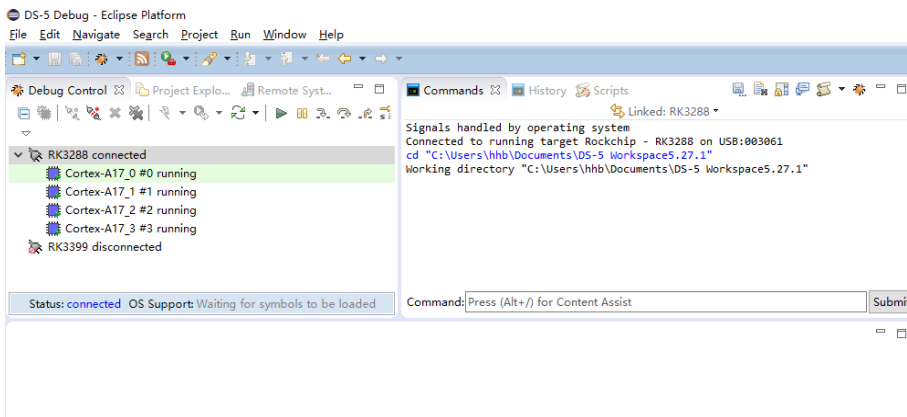 DS-5 Debug - Eclipse Platform
File Edit Navigate Search Project Run Window Help
Debug Control Project Explo... Remote Syst...
RK3288 connected
Cortex-A17_0 #0 running
Cortex-A17_1 #1 running
Cortex-A17_2 #2 running
Cortex-A17_3 #3 running
RK3399 disconnected
Status: connected OS Support: Waiting for symbols to be loaded
Commands History Scripts
Linked: RK3288
Signals handled by operating system
Connected to running target Rockchip - RK3288 on USB:003061
cd "C:\Users\hhb\Documents\DS-5 Workspace5.27.1"
Working directory "C:\Users\hhb\Documents\DS-5 Workspace5.27.1"
Command: Press (Alt+/) for Content Assist
Submi